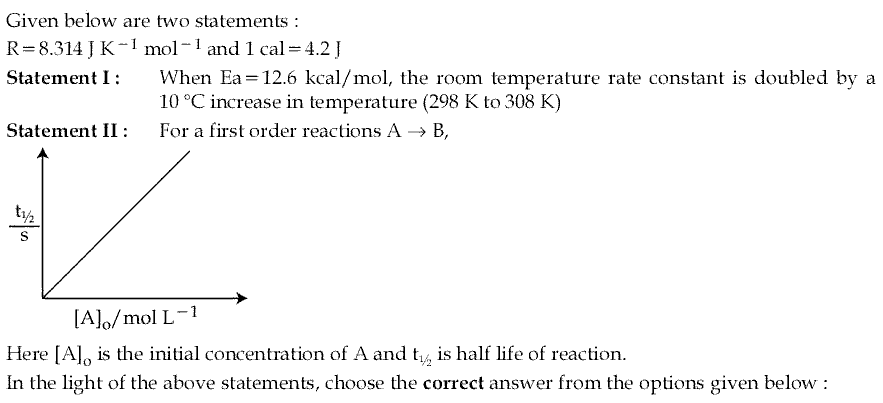 Given below are two statements :
R=8.314 J K⁻¹ mol⁻¹ and 1 cal=4.2 J
Statement I : When Ea=12.6 kcal/mol, the room temperature rate constant is doubled by a
10 °C increase in temperature (298 K to 308 K)
Statement II : For a first order reactions A → B,
t½
s
[A]ₒ/mol L⁻¹
Here [A]ₒ is the initial concentration of A and t½ is half life of reaction.
In the light of the above statements, choose the correct answer from the options given below :